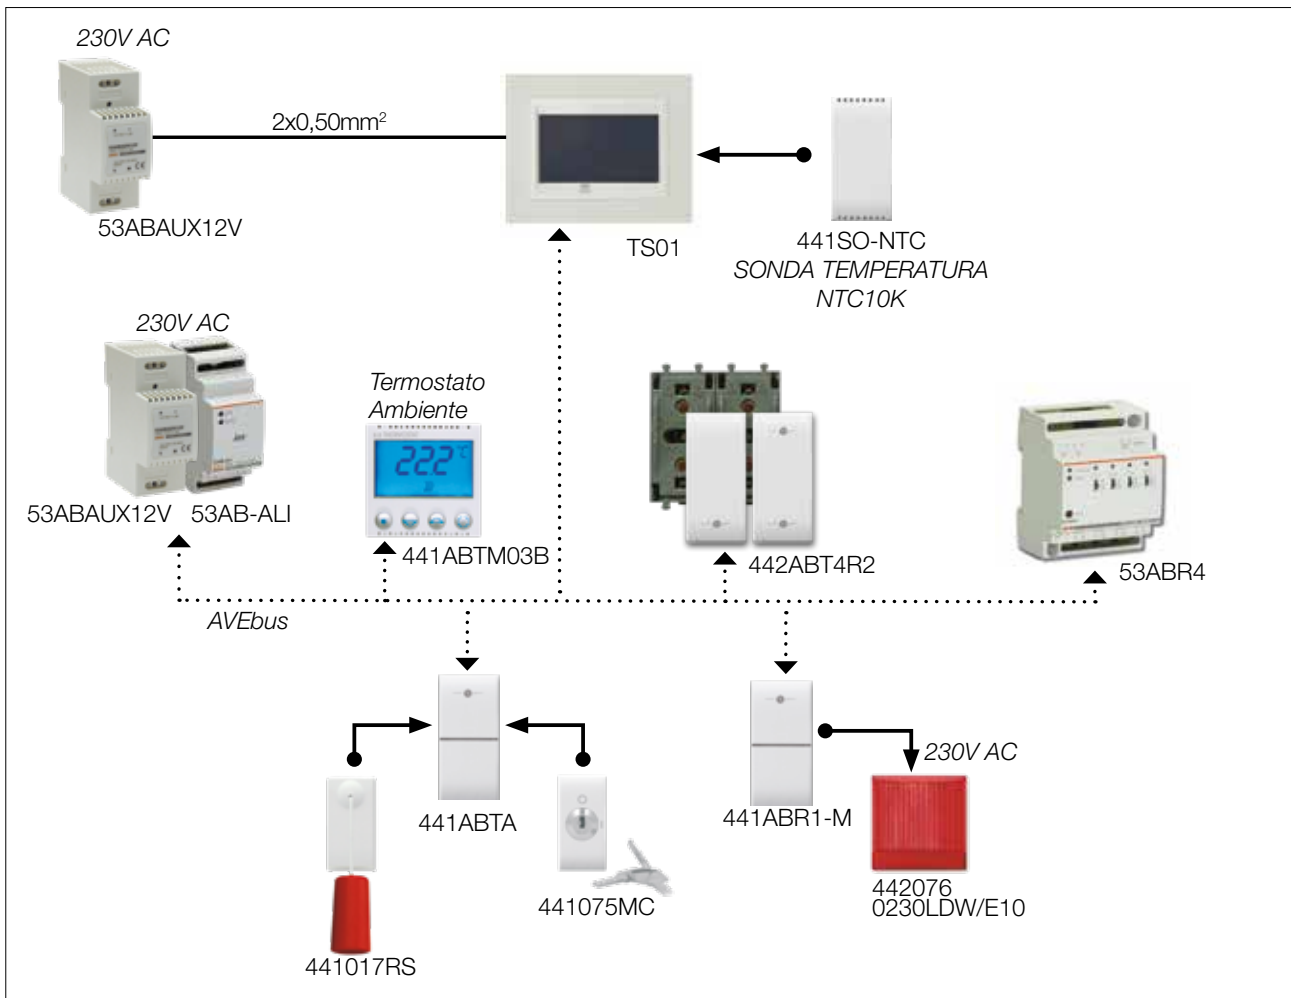 230V AC
2x0,50mm²
53ABAUX12V
TS01
441SO-NTC
SONDA TEMPERATURA
NTC10K
230V AC
Termostato
Ambiente
222 °C
53ABAUX12V
53AB-ALI
441ABTM03B
442ABT4R2
53ABR4
AVEbus
441ABTA
230V AC
441ABR1-M
442076
0230LDW/E10
441075MC
441017RS